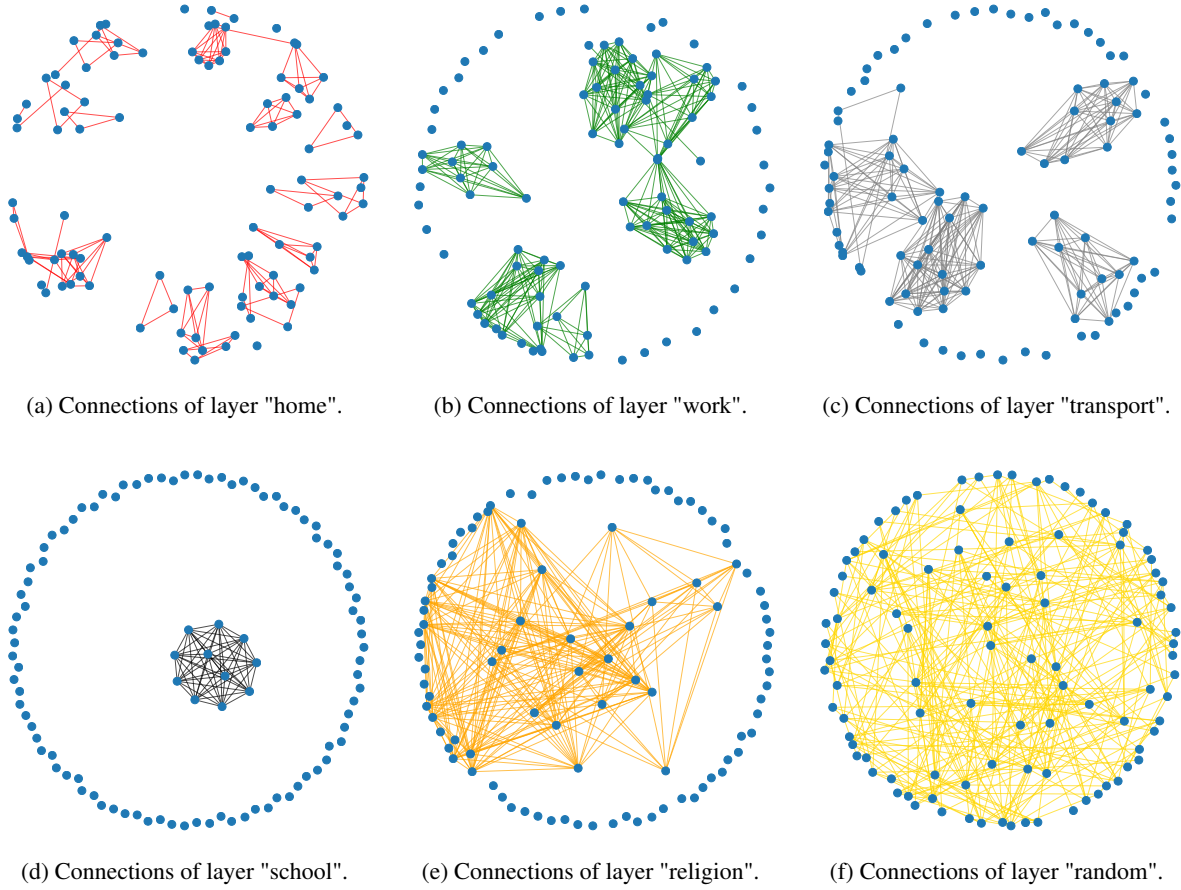 (a) Connections of layer "home".
(b) Connections of layer "work".
(c) Connections of layer "transport".
(d) Connections of layer "school".
(e) Connections of layer "religion".
(f) Connections of layer "random".